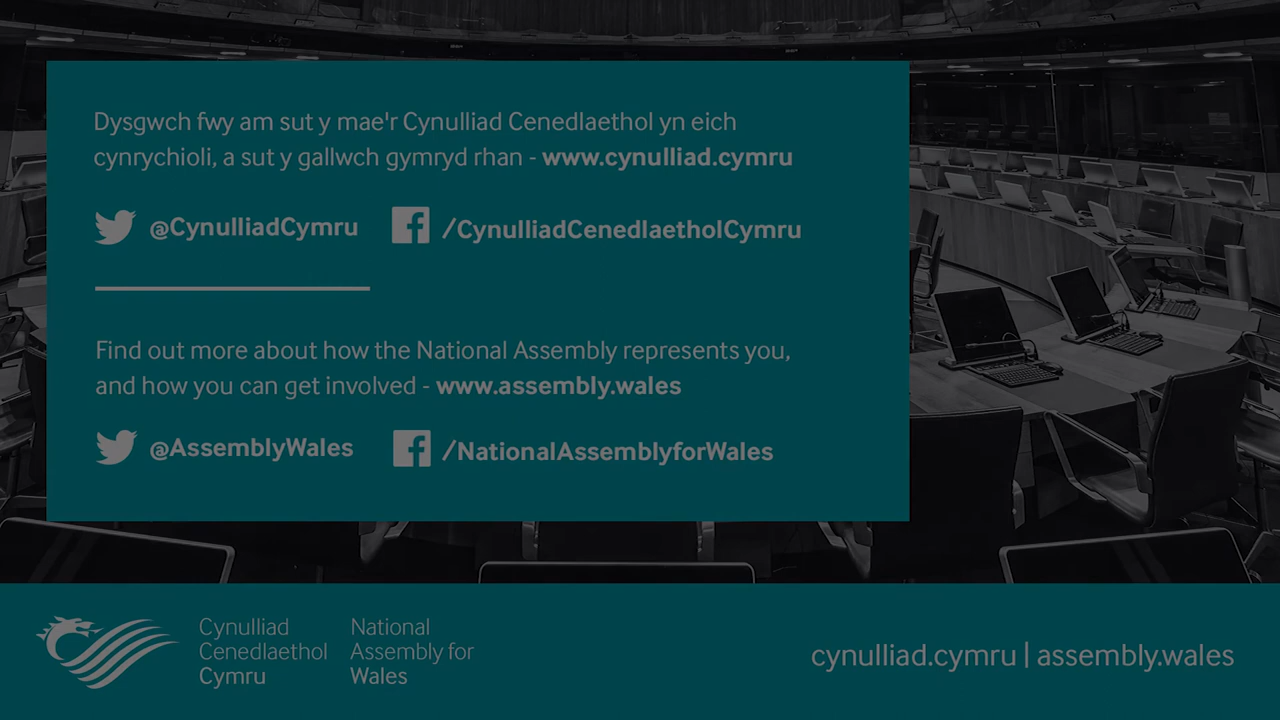 Dysgwch fwy am sut y mae'r Cynulliad Cenedlaethol yn eich
cynrychioli, a sut y gallwch gymryd rhan - www.cynulliad.cymru
@CynulliadCymru /CynulliadCenedlaetholCymru
Find out more about how the National Assembly represents you,
and how you can get involved - www.assembly.wales
@AssemblyWales /NationalAssemblyforWales
Cynulliad
Cenedlaethol
Cymru
National
Assembly for
Wales
cynulliad.cymru | assembly.wales